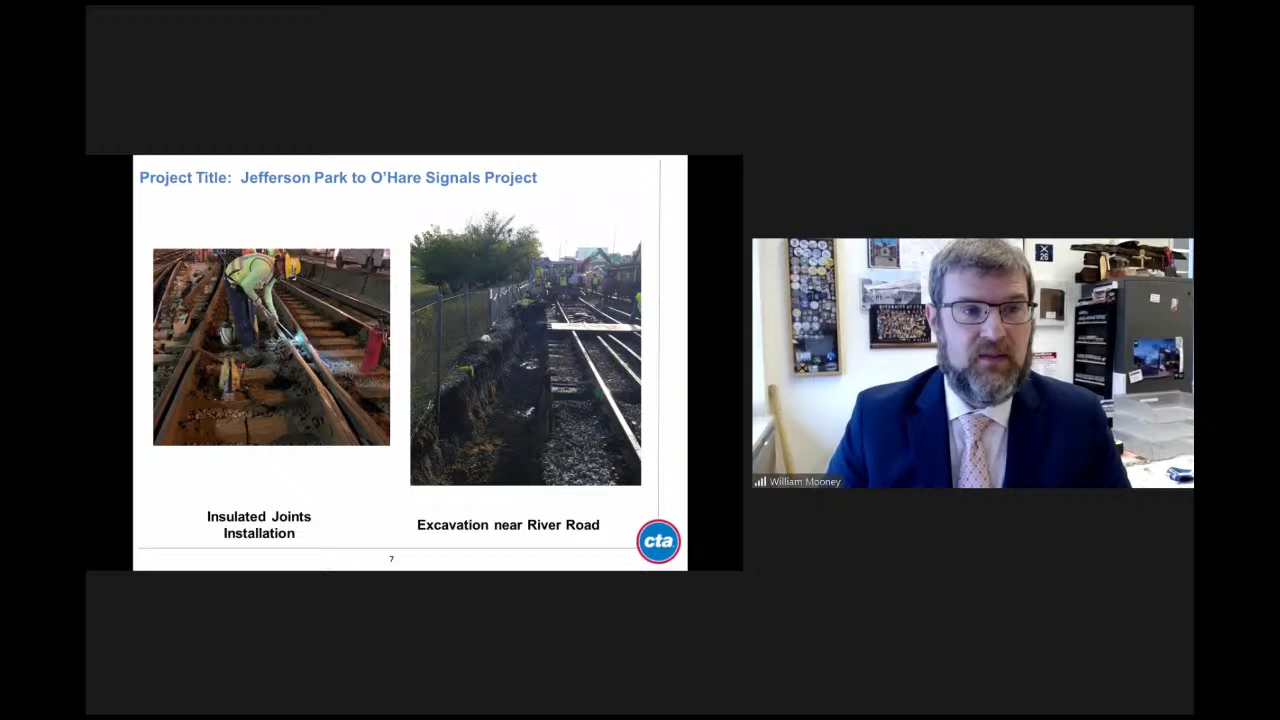 Project Title: Jefferson Park to O'Hare Signals Project
Insulated Joints
Installation
Excavation near River Road
7
cta
William Mooney
X
26